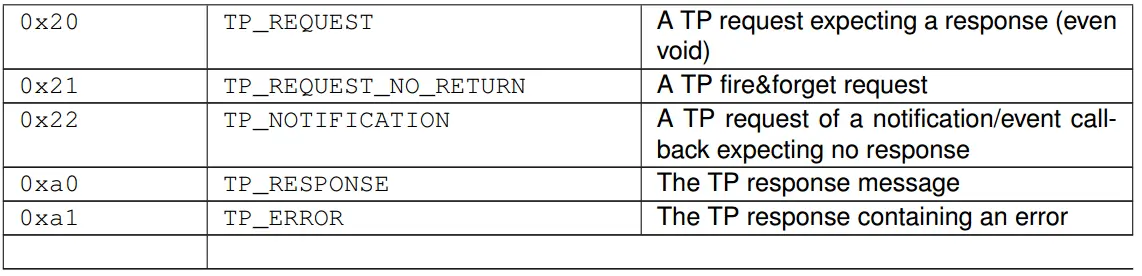 0x20 TP_REQUEST A TP request expecting a response (even
void)
0x21 TP_REQUEST_NO_RETURN A TP fire&forget request
0x22 TP_NOTIFICATION A TP request of a notification/event call-
back expecting no response
0xa0 TP_RESPONSE The TP response message
0xa1 TP_ERROR The TP response containing an error